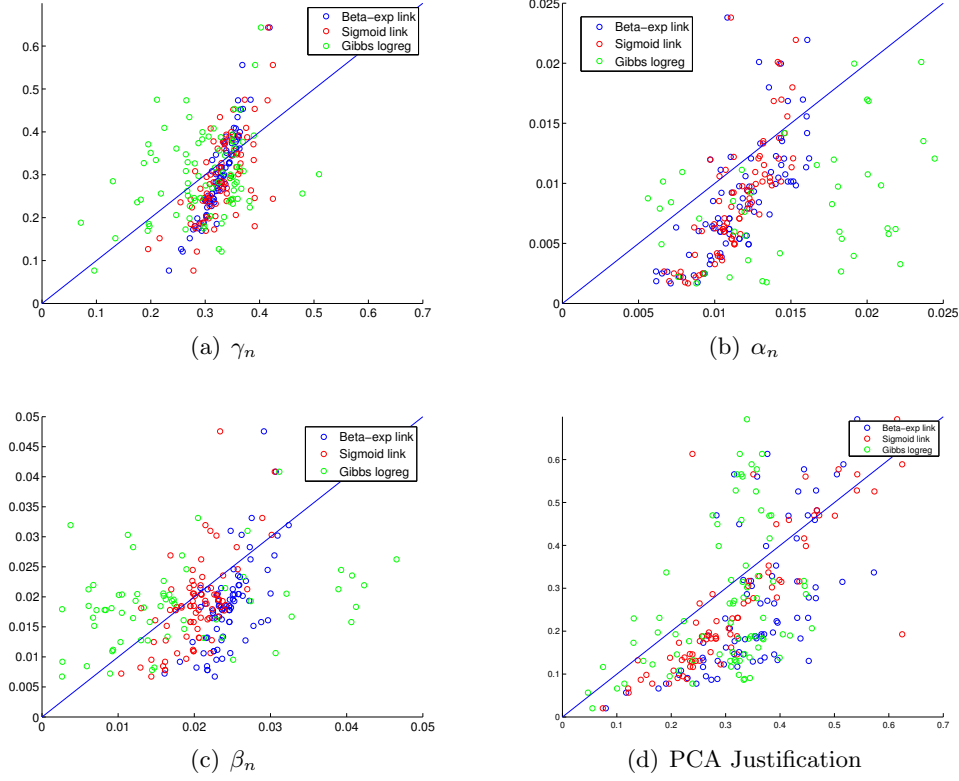 0.6
0.5
0.4
0.3
0.2
0.1
0
0 0.1 0.2 0.3 0.4 0.5 0.6 0.7
Beta-exp link
Sigmoid link
Gibbs logreg
(a) γn
0.025
0.02
0.015
0.01
0.005
0
0 0.005 0.01 0.015 0.02 0.025
Beta-exp link
Sigmoid link
Gibbs logreg
(b) αn
0.05
0.045
0.04
0.035
0.03
0.025
0.02
0.015
0.01
0.005
0
0 0.01 0.02 0.03 0.04 0.05
Beta-exp link
Sigmoid link
Gibbs logreg
(c) βn
0.6
0.5
0.4
0.3
0.2
0.1
0
0 0.1 0.2 0.3 0.4 0.5 0.6 0.7
Beta-exp link
Sigmoid link
Gibbs logreg
(d) PCA Justification